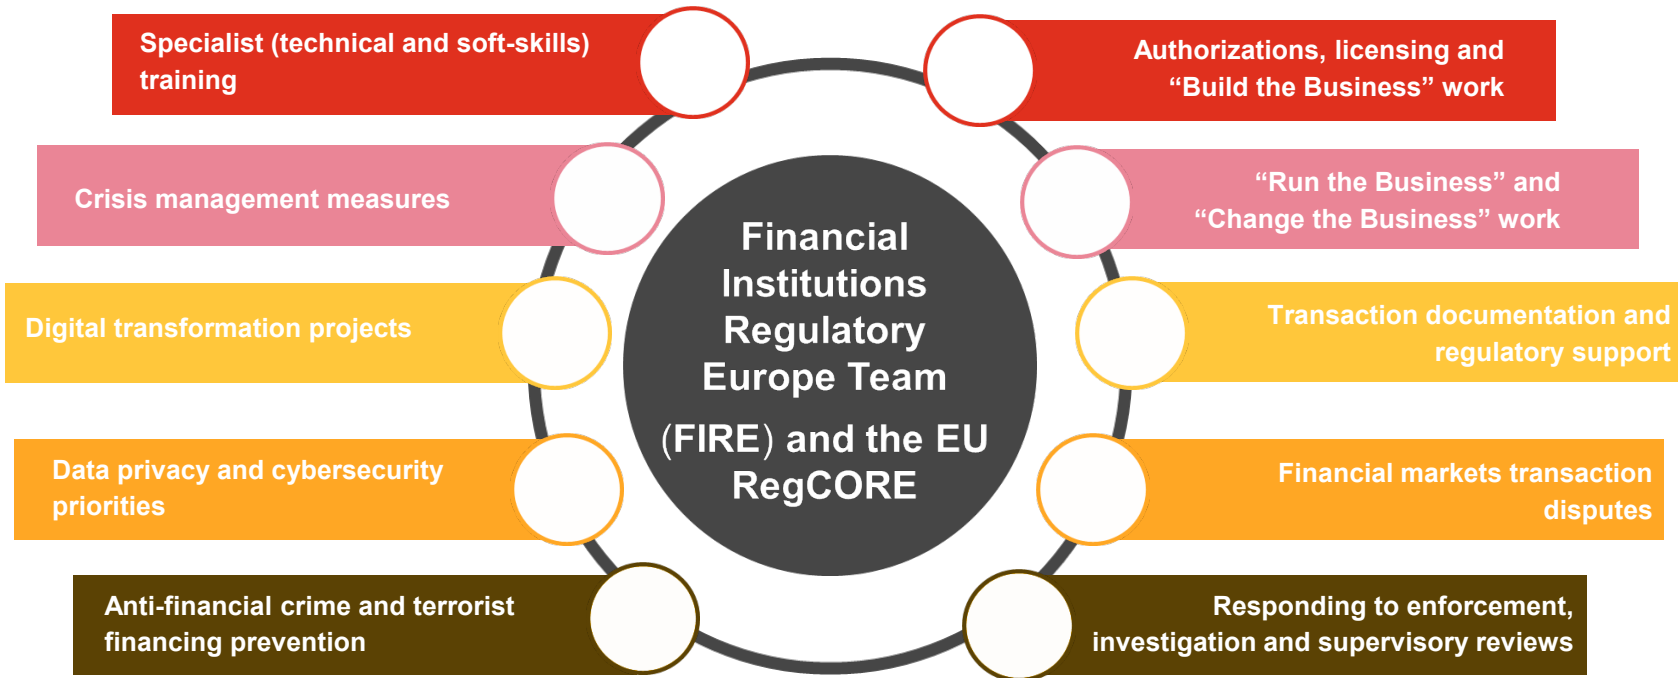 Specialist (technical and soft-skills)
training
Crisis management measures
Digital transformation projects
Data privacy and cybersecurity
priorities
Anti-financial crime and terrorist
financing prevention
Financial
Institutions
Regulatory
Europe Team
(FIRE) and the EU
RegCORE
Authorizations, licensing and
“Build the Business” work
“Run the Business” and
“Change the Business” work
Transaction documentation and
regulatory support
Financial markets transaction
disputes
Responding to enforcement,
investigation and supervisory reviews